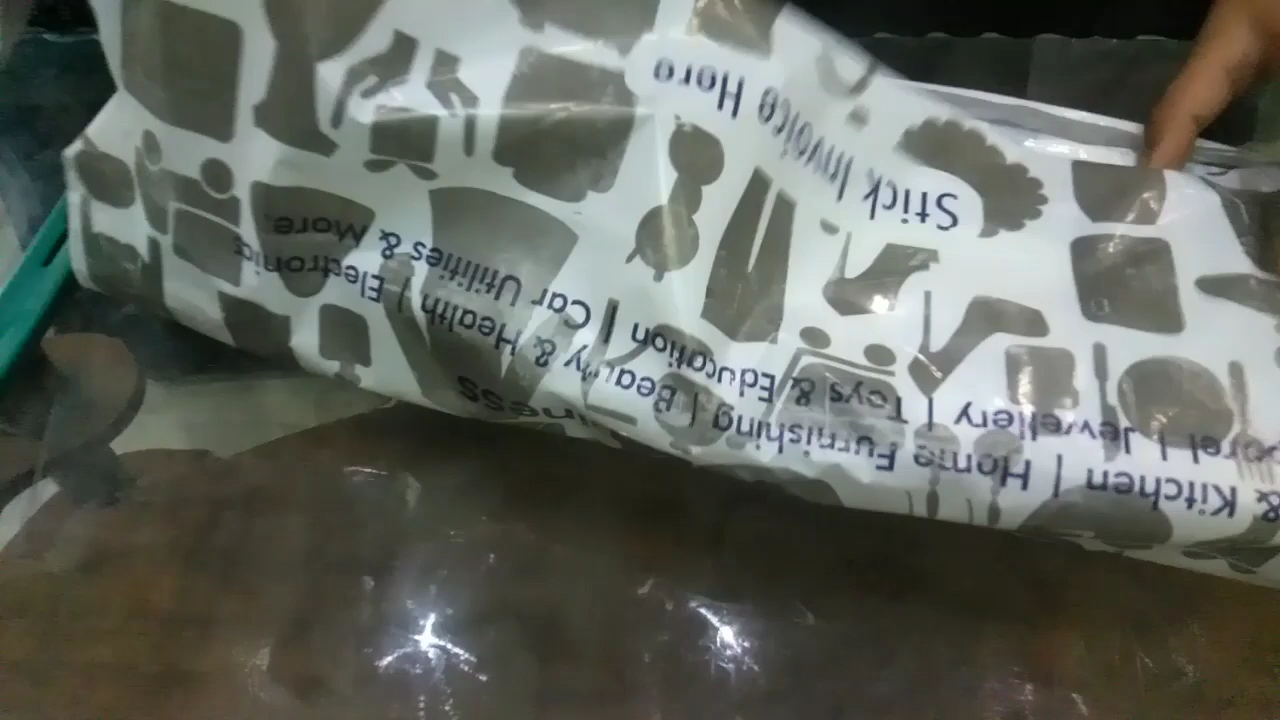 Stick Invoice Here
& Kitchen | Home Furnishing | Beauty & Health | Electronics
| Jewellery | Toys & Education | Car Utilities & More.